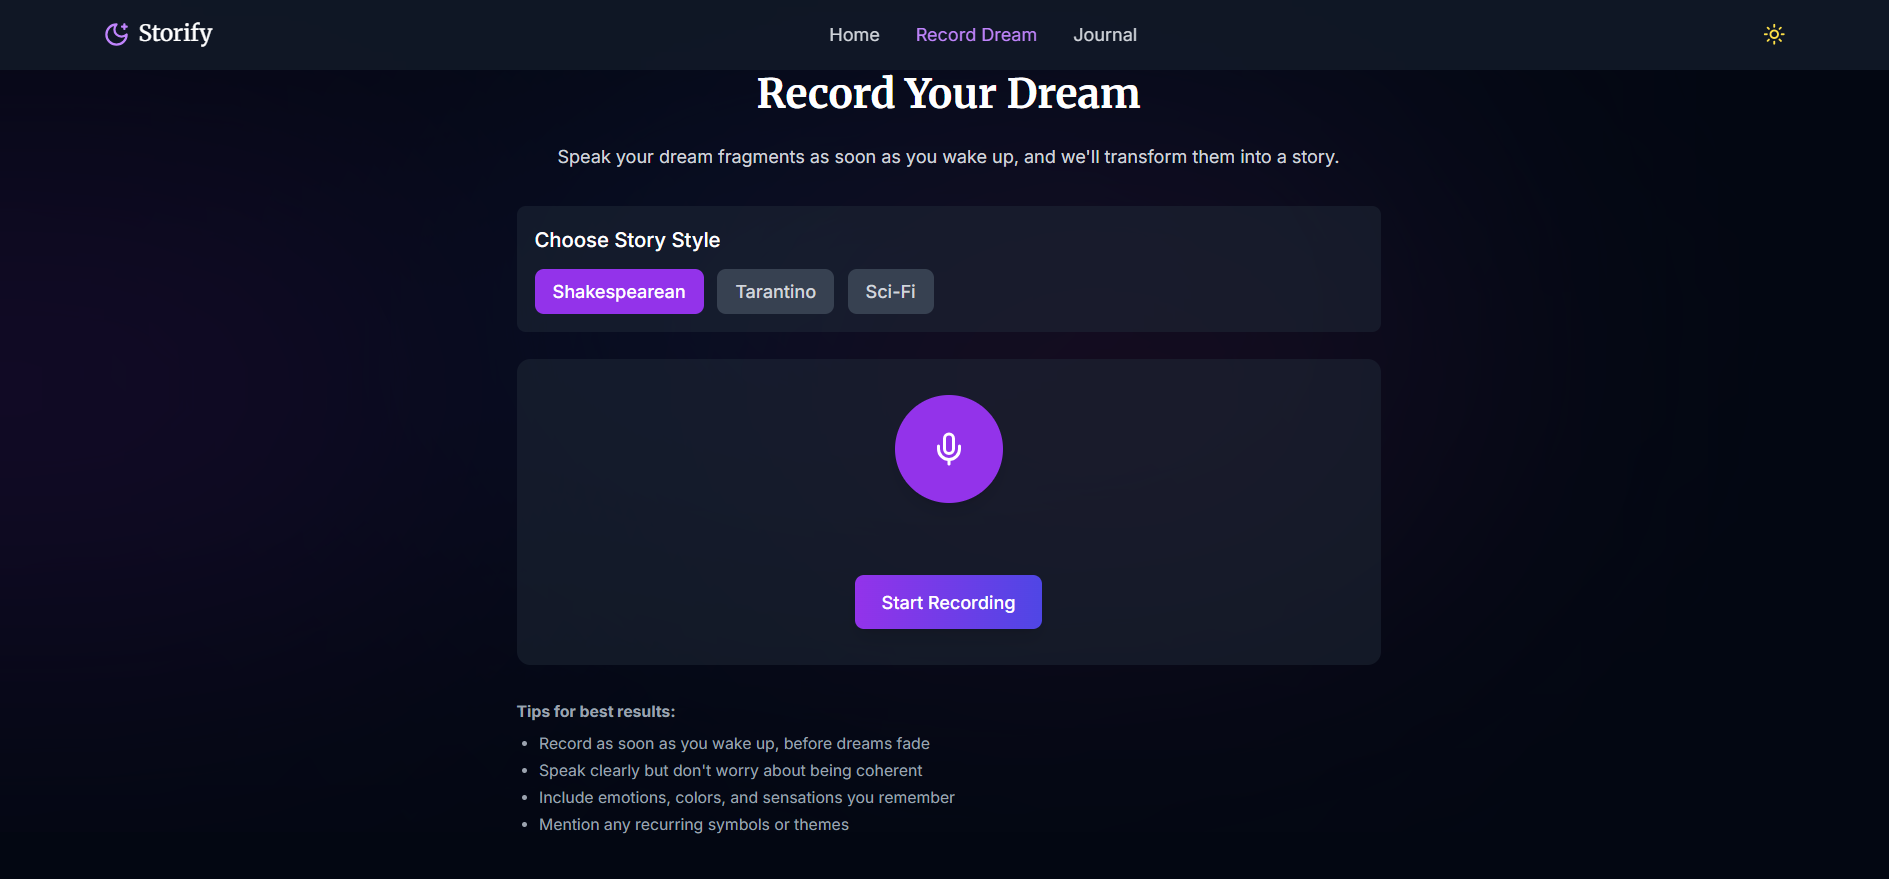 Storify
Home
Record Dream
Journal
Record Your Dream
Speak your dream fragments as soon as you wake up, and we'll transform them into a story.
Choose Story Style
Shakespearean
Tarantino
Sci-Fi
Start Recording
Tips for best results:
• Record as soon as you wake up, before dreams fade
• Speak clearly but don't worry about being coherent
• Include emotions, colors, and sensations you remember
• Mention any recurring symbols or themes